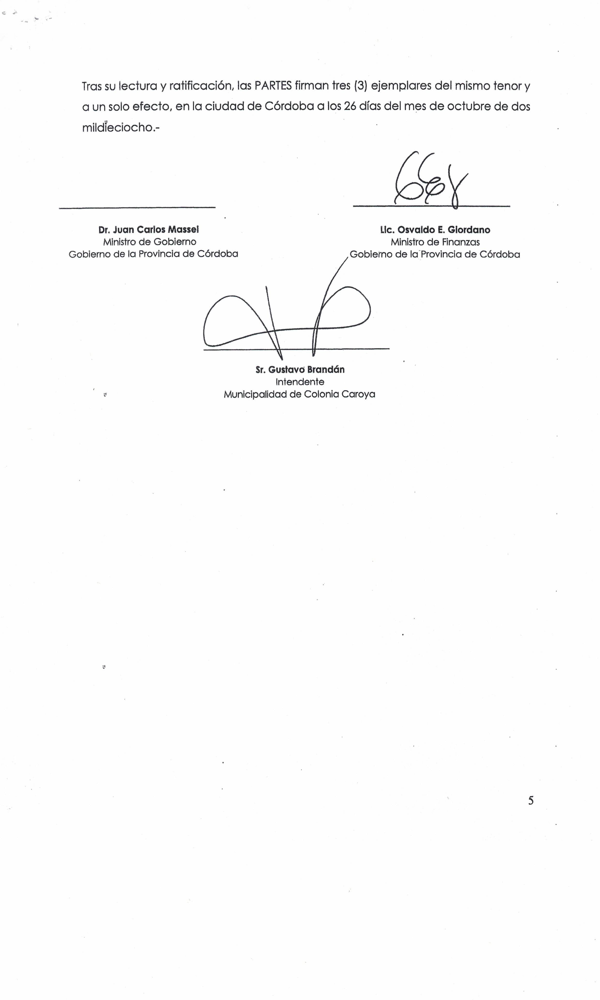 Tras su lectura y ratificación, las PARTES firman tres (3) ejemplares del mismo tenor y
a un solo efecto, en la ciudad de Córdoba a los 26 días del mes de octubre de dos
mildieciocho.-
Dr. Juan Carlos Massei
Ministro de Gobierno
Gobierno de la Provincia de Córdoba
Lic. Osvaldo E. Giordano
Ministro de Finanzas
Gobierno de la Provincia de Córdoba
Sr. Gustavo Brandán
Intendente
Municipalidad de Colonia Caroya
5